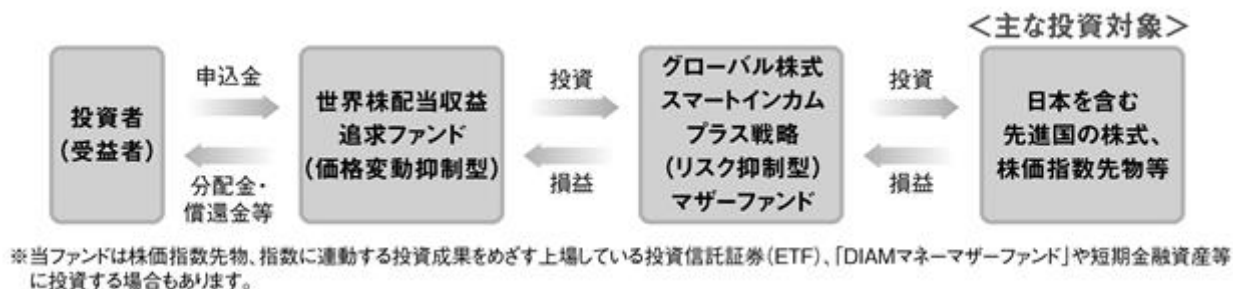 <主な投資対象>
投資者
(受益者)
申込金
分配金・
償還金等
世界株配当収益
追求ファンド
(価格変動抑制型)
投資
損益
グローバル株式
スマートインカム
プラス戦略
(リスク抑制型)
マザーファンド
投資
損益
日本を含む
先進国の株式、
株価指数先物等
※当ファンドは株価指数先物、指数に連動する投資成果をめざす上場している投資信託証券(ETF)、「DIAMマネーマザーファンド」や短期金融資産等
に投資する場合もあります。